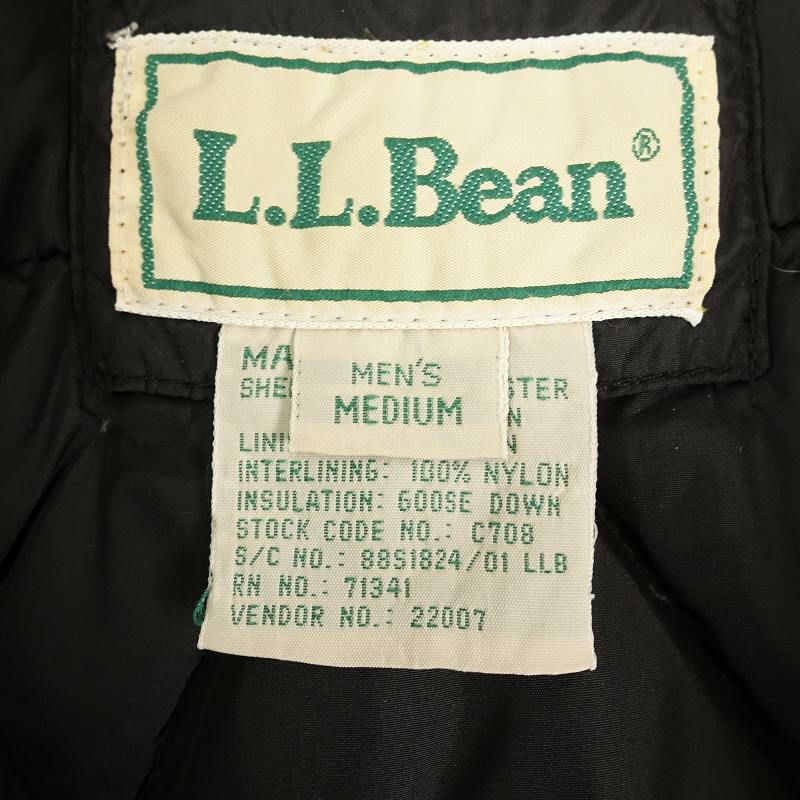 L.L.Bean®
MEN'S
MEDIUM
INTERLINING: 100% NYLON
INSULATION: GOOSE DOWN
STOCK CODE NO.: C708
S/C NO.: 88S1824/01 LLB
RN NO.: 71341
VENDOR NO.: 22007